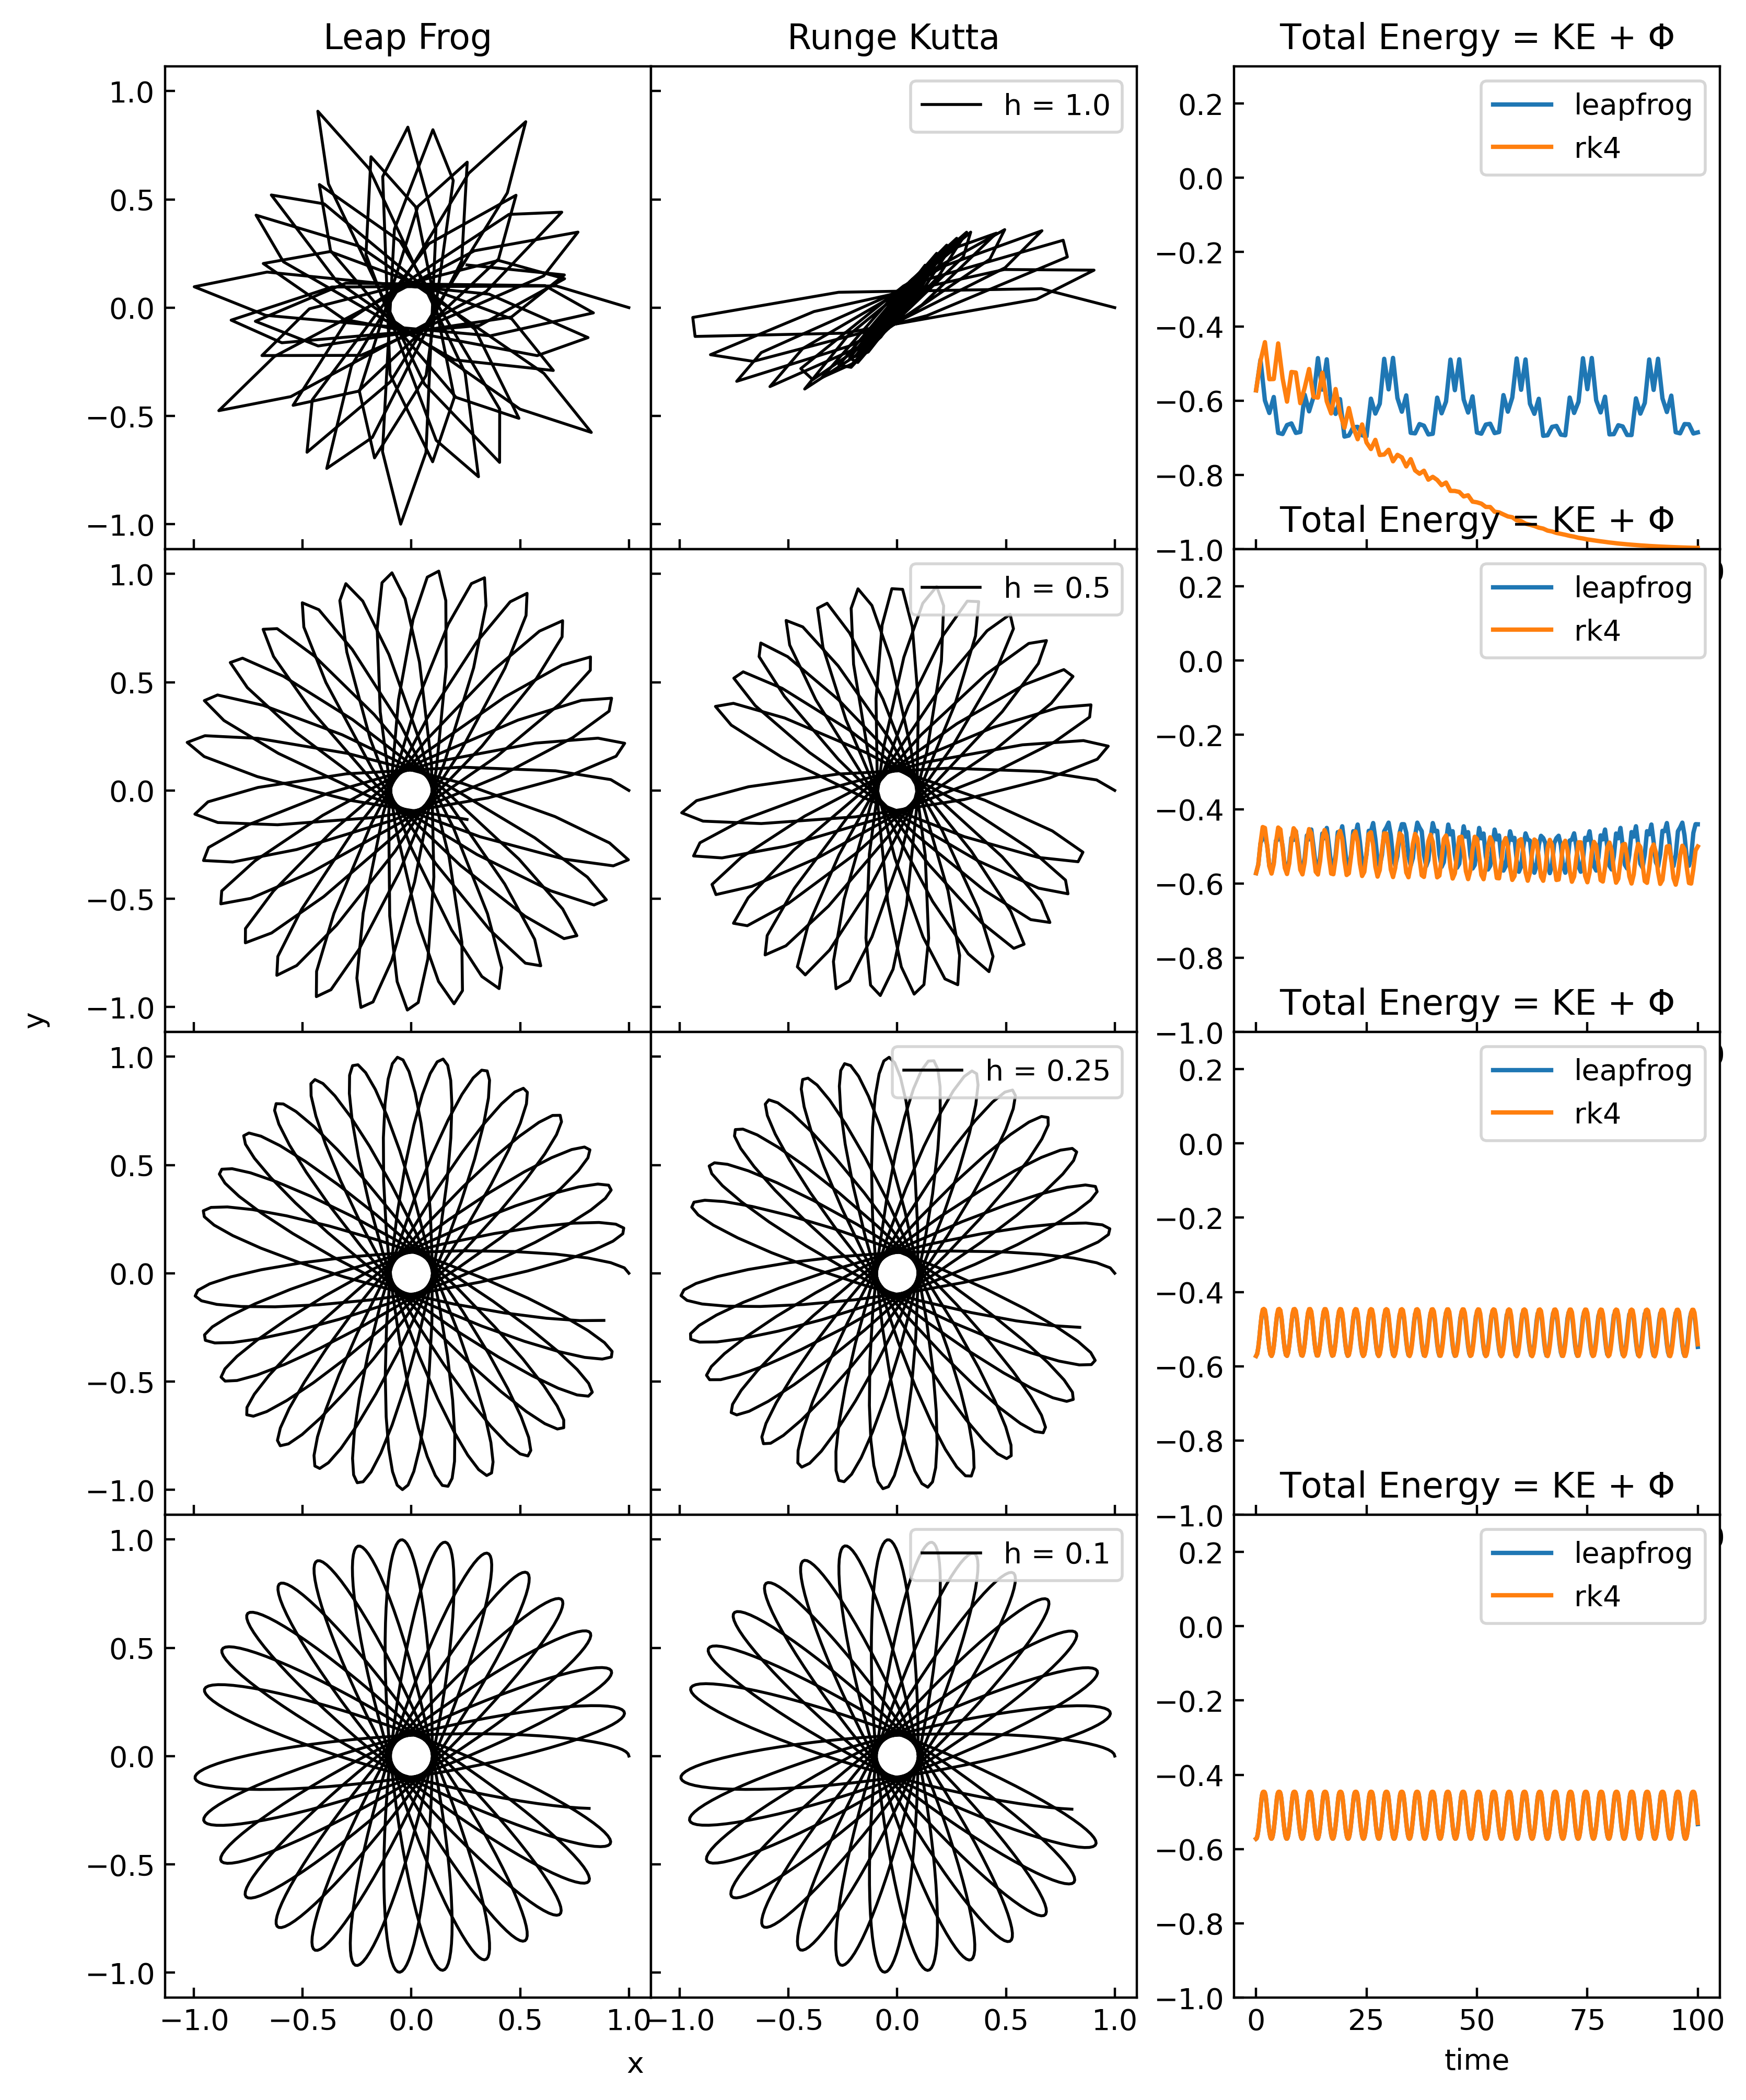 Leap Frog
Runge Kutta
Total Energy = KE + Φ
1.0
0.5
0.0
−0.5
−1.0
h = 1.0
0.2
0.0
−0.2
−0.4
−0.6
−0.8
−1.0
leapfrog
rk4
Total Energy = KE + Φ
1.0
0.5
0.0
−0.5
−1.0
h = 0.5
0.2
0.0
−0.2
−0.4
−0.6
−0.8
−1.0
leapfrog
rk4
Total Energy = KE + Φ
y
1.0
0.5
0.0
−0.5
−1.0
h = 0.25
0.2
0.0
−0.2
−0.4
−0.6
−0.8
−1.0
leapfrog
rk4
Total Energy = KE + Φ
1.0
0.5
0.0
−0.5
−1.0
h = 0.1
0.2
0.0
−0.2
−0.4
−0.6
−0.8
−1.0
leapfrog
rk4
−1.0 −0.5 0.0 0.5 1.0
−1.0 −0.5 0.0 0.5 1.0
0 25 50 75 100
x
time